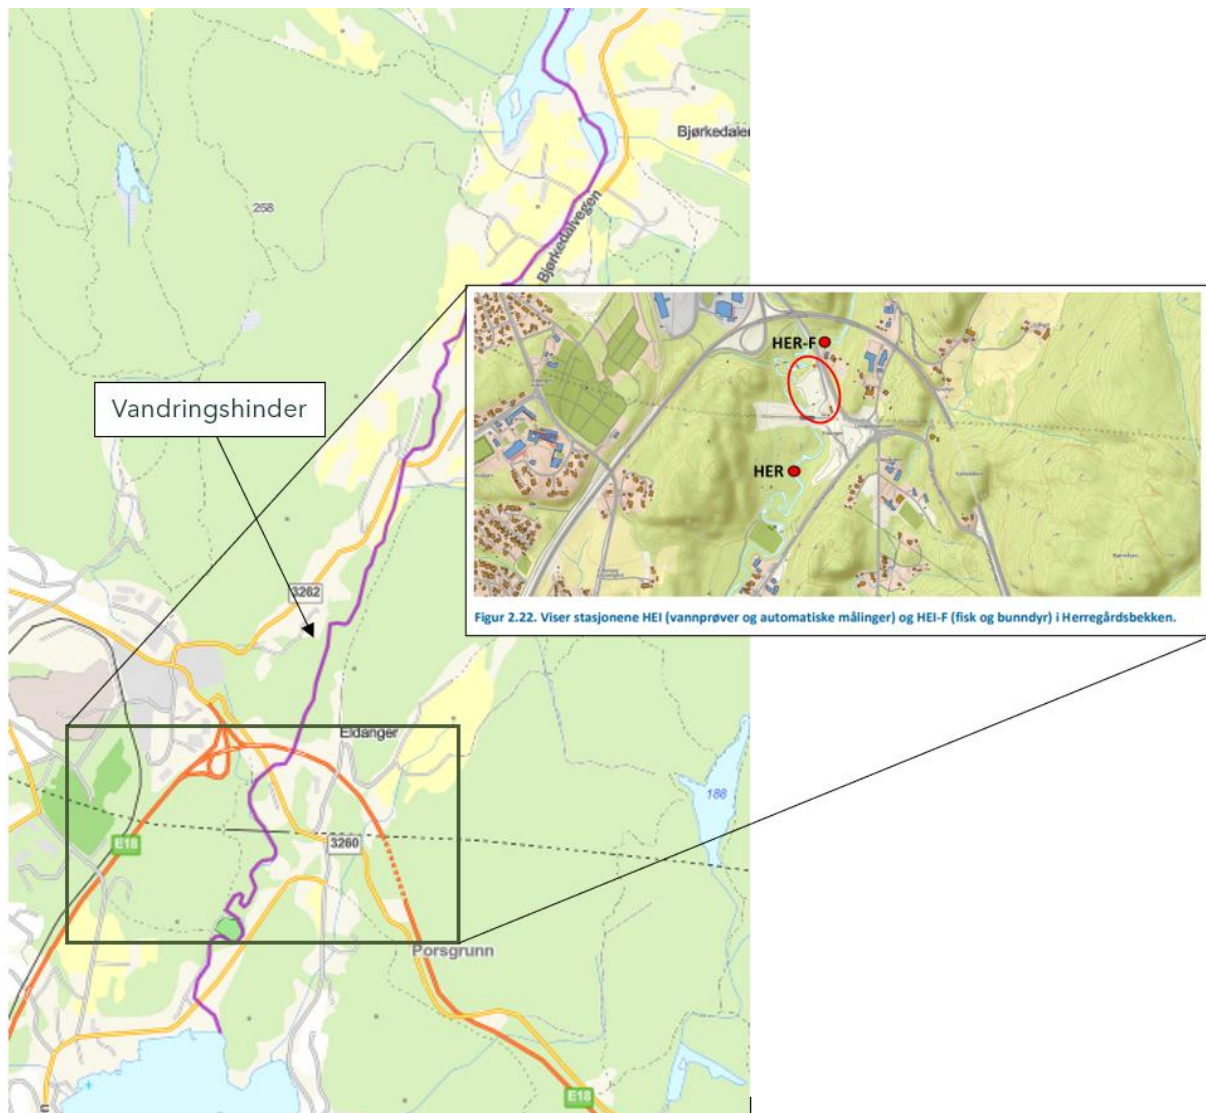 Bjørkedalen
258
Bjørkedalvegen
HER-F
Vandringshinder
HER
3262
Figur 2.22. Viser stasjonene HEI (vannprøver og automatiske målinger) og HEI-F (fisk og bunndyr) i Herregårdsbekken.
Eidanger
188
E18
3260
Porsgrunn
E18